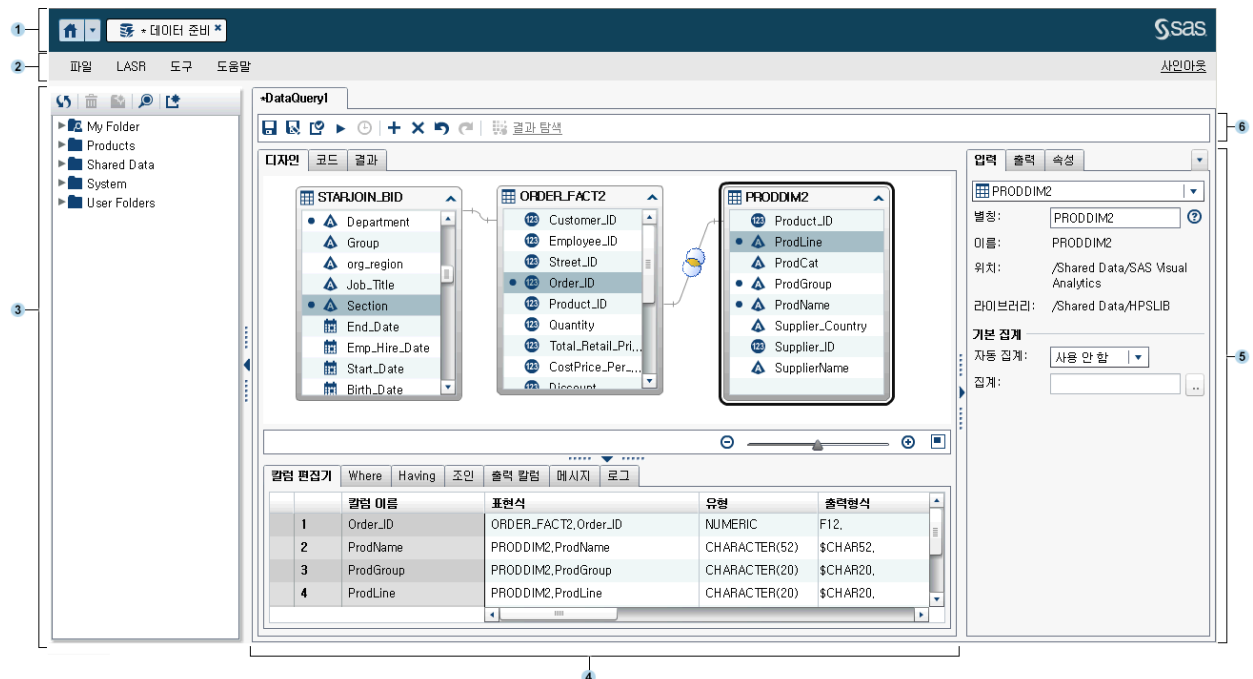 1
* 데이터 준비 ×
sas
2
파일 LASR 도구 도움말 사인아웃
3
My Folder
Products
Shared Data
System
User Folders
*DataQuery1
결과 탐색
6
디자인 코드 결과
STARJOIN_BID
Department
Group
org_region
Job_Title
Section
End_Date
Emp_Hire_Date
Start_Date
Birth_Date
ORDER_FACT2
Customer_ID
Employee_ID
Street_ID
Order_ID
Product_ID
Quantity
Total_Retail_Pri...
CostPrice_Per_...
Discount
PRODDIM2
Product_ID
ProdLine
ProdCat
ProdGroup
ProdName
Supplier_Country
Supplier_ID
SupplierName
칼럼 편집기 Where Having 조인 출력 칼럼 메시지 로그
칼럼 이름 표현식 유형 출력형식
1 Order_ID ORDER_FACT2.Order_ID NUMERIC F12.
2 ProdName PRODDIM2.ProdName CHARACTER(52) $CHAR52.
3 ProdGroup PRODDIM2.ProdGroup CHARACTER(20) $CHAR20.
4 ProdLine PRODDIM2.ProdLine CHARACTER(20) $CHAR20.
4
입력 출력 속성
PRODDIM2
별칭: PRODDIM2
이름: PRODDIM2
위치: /Shared Data/SAS Visual
Analytics
라이브러리: /Shared Data/HPSLIB
기본 집계
자동 집계: 사용 안 함
집계: ..
5